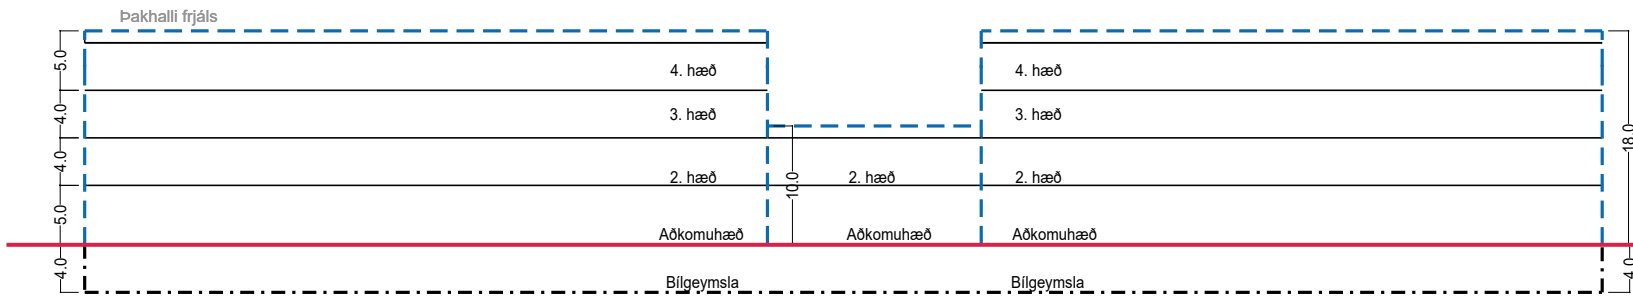 Þakhalli frjáls
5.0
4. hæð
4. hæð
4.0
3. hæð
3. hæð
18.0
4.0
10.0
2. hæð
2. hæð
2. hæð
5.0
Aðkomuhæð
Aðkomuhæð
Aðkomuhæð
4.0
4.0
Bílgeymsla
Bílgeymsla